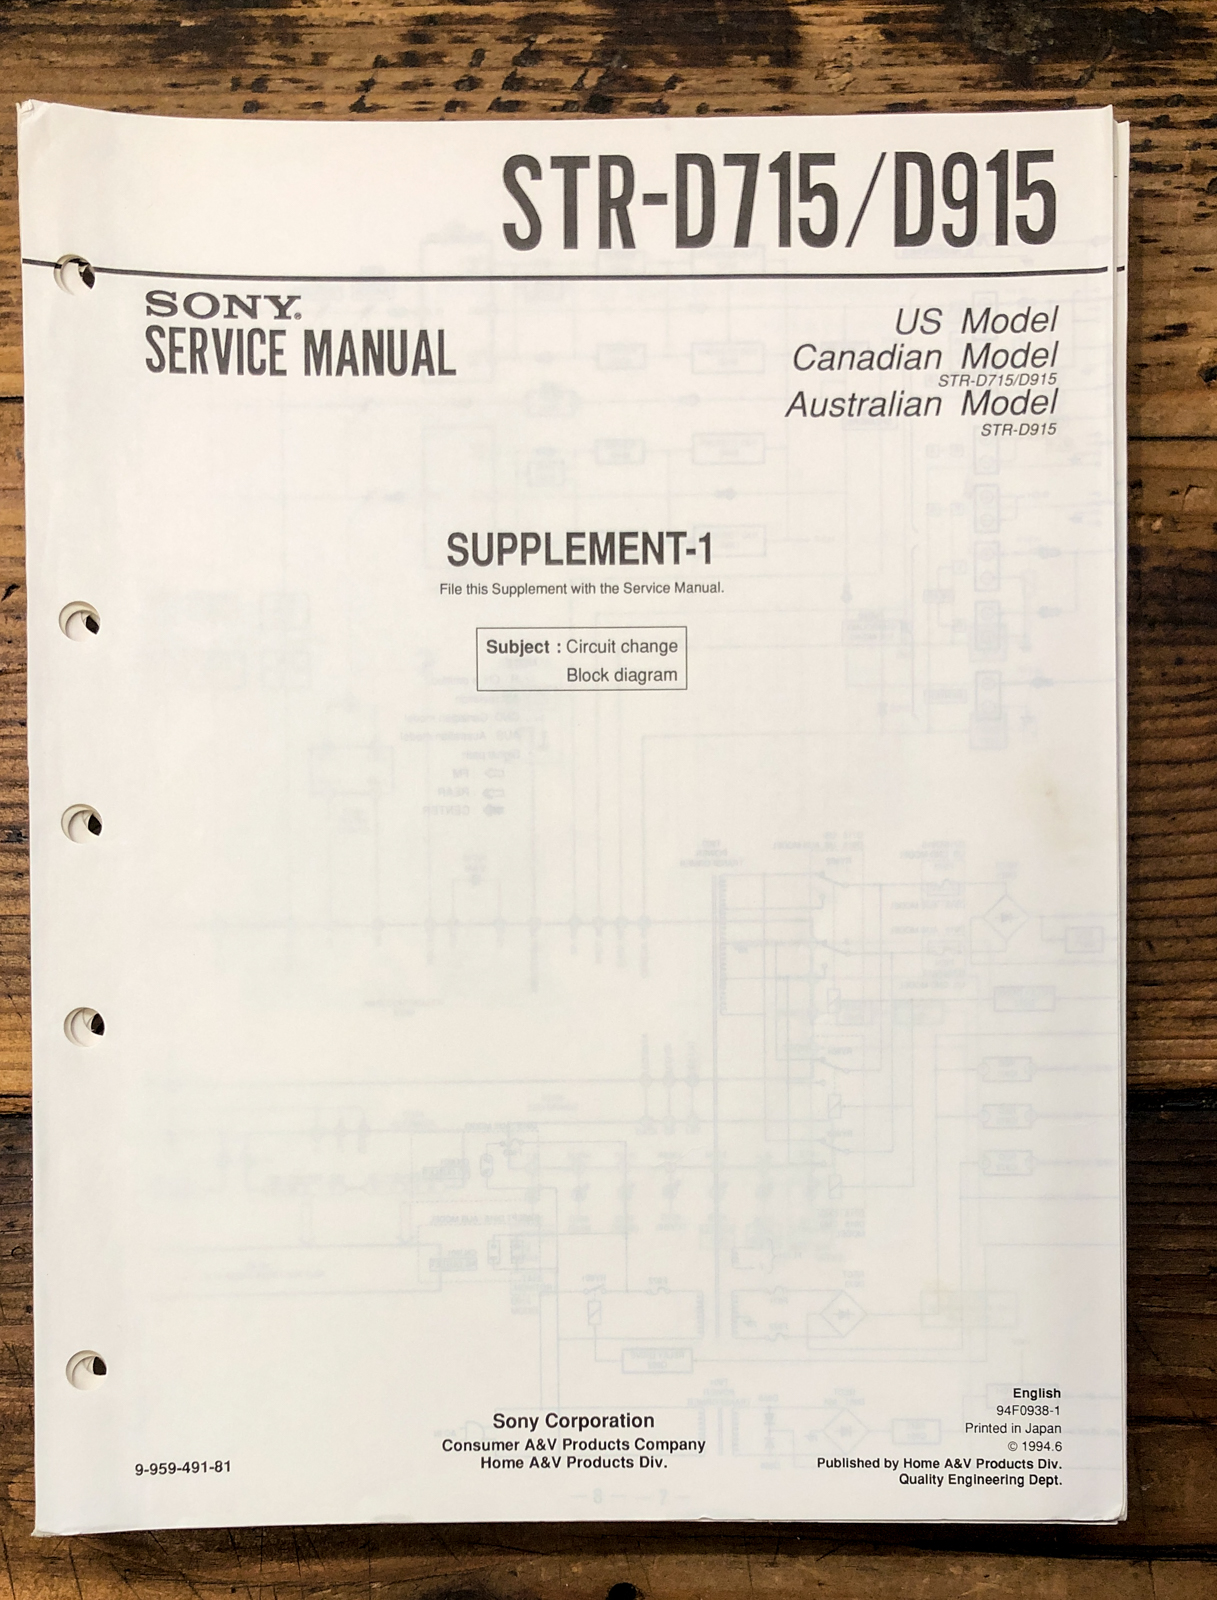 STR-D715/D915
SONY®
SERVICE MANUAL
US Model
Canadian Model
STR-D715/D915
Australian Model
STR-D915
SUPPLEMENT-1
File this Supplement with the Service Manual.
Subject : Circuit change
Block diagram
English
94F0938-1
Printed in Japan
© 1994.6
Published by Home A&V Products Div.
Quality Engineering Dept.
Sony Corporation
Consumer A&V Products Company
Home A&V Products Div.
9-959-491-81